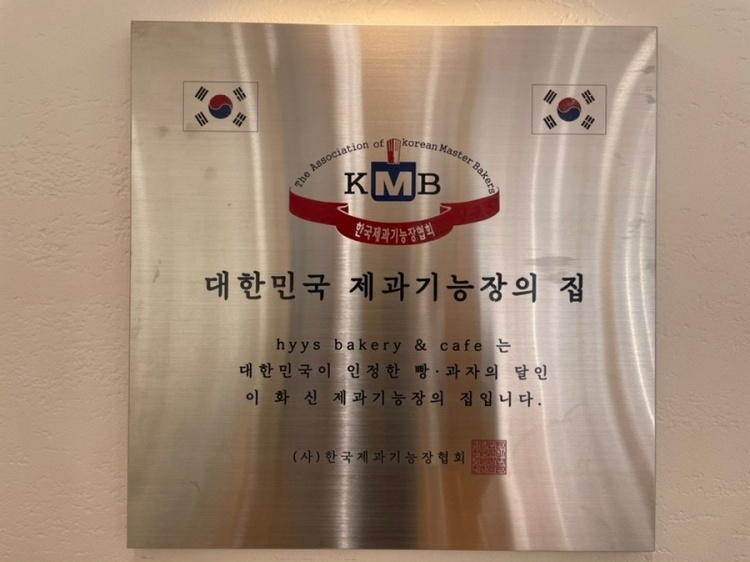 The Association of korean Master Bakers
KMB
한국제과기능장협회
대한민국 제과기능장의 집
hyys bakery & cafe 는
대한민국이 인정한 빵·과자의 달인
이 화 신 제과기능장의 집입니다.
(사)한국제과기능장협회